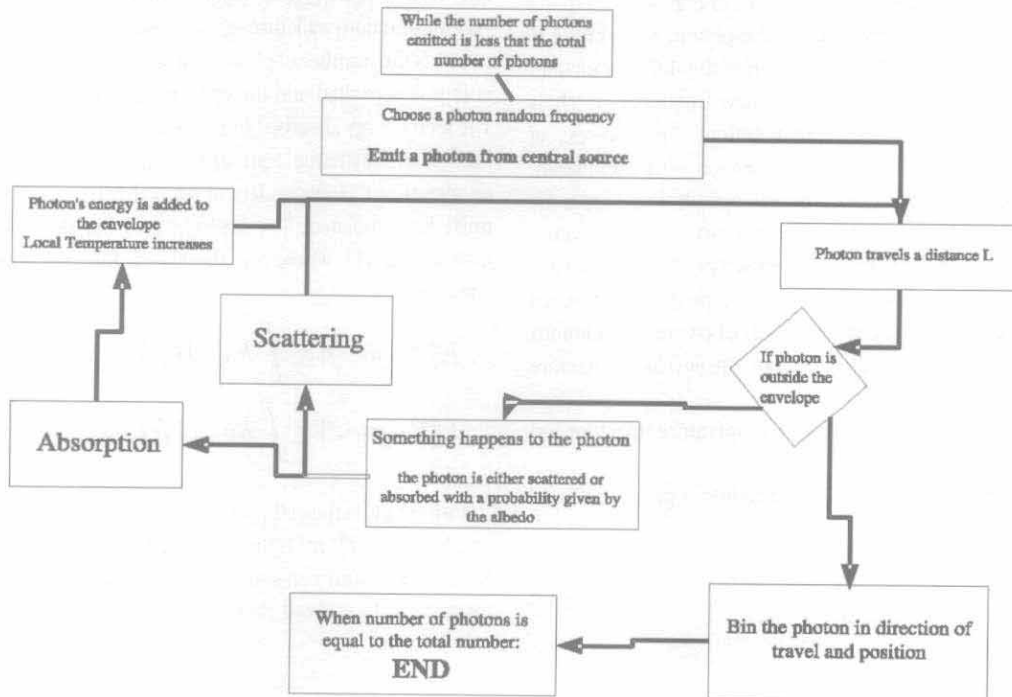 While the number of photons
emitted is less that the total
number of photons
Choose a photon random frequency
Emit a photon from central source
Photon's energy is added to
the envelope
Local Temperature increases
Photon travels a distance L
Scattering
If photon is
outside the
envelope
Absorption
Something happens to the photon
the photon is either scattered or
absorbed with a probability given by
the albedo
When number of photons is
equal to the total number:
END
Bin the photon in direction of
travel and position